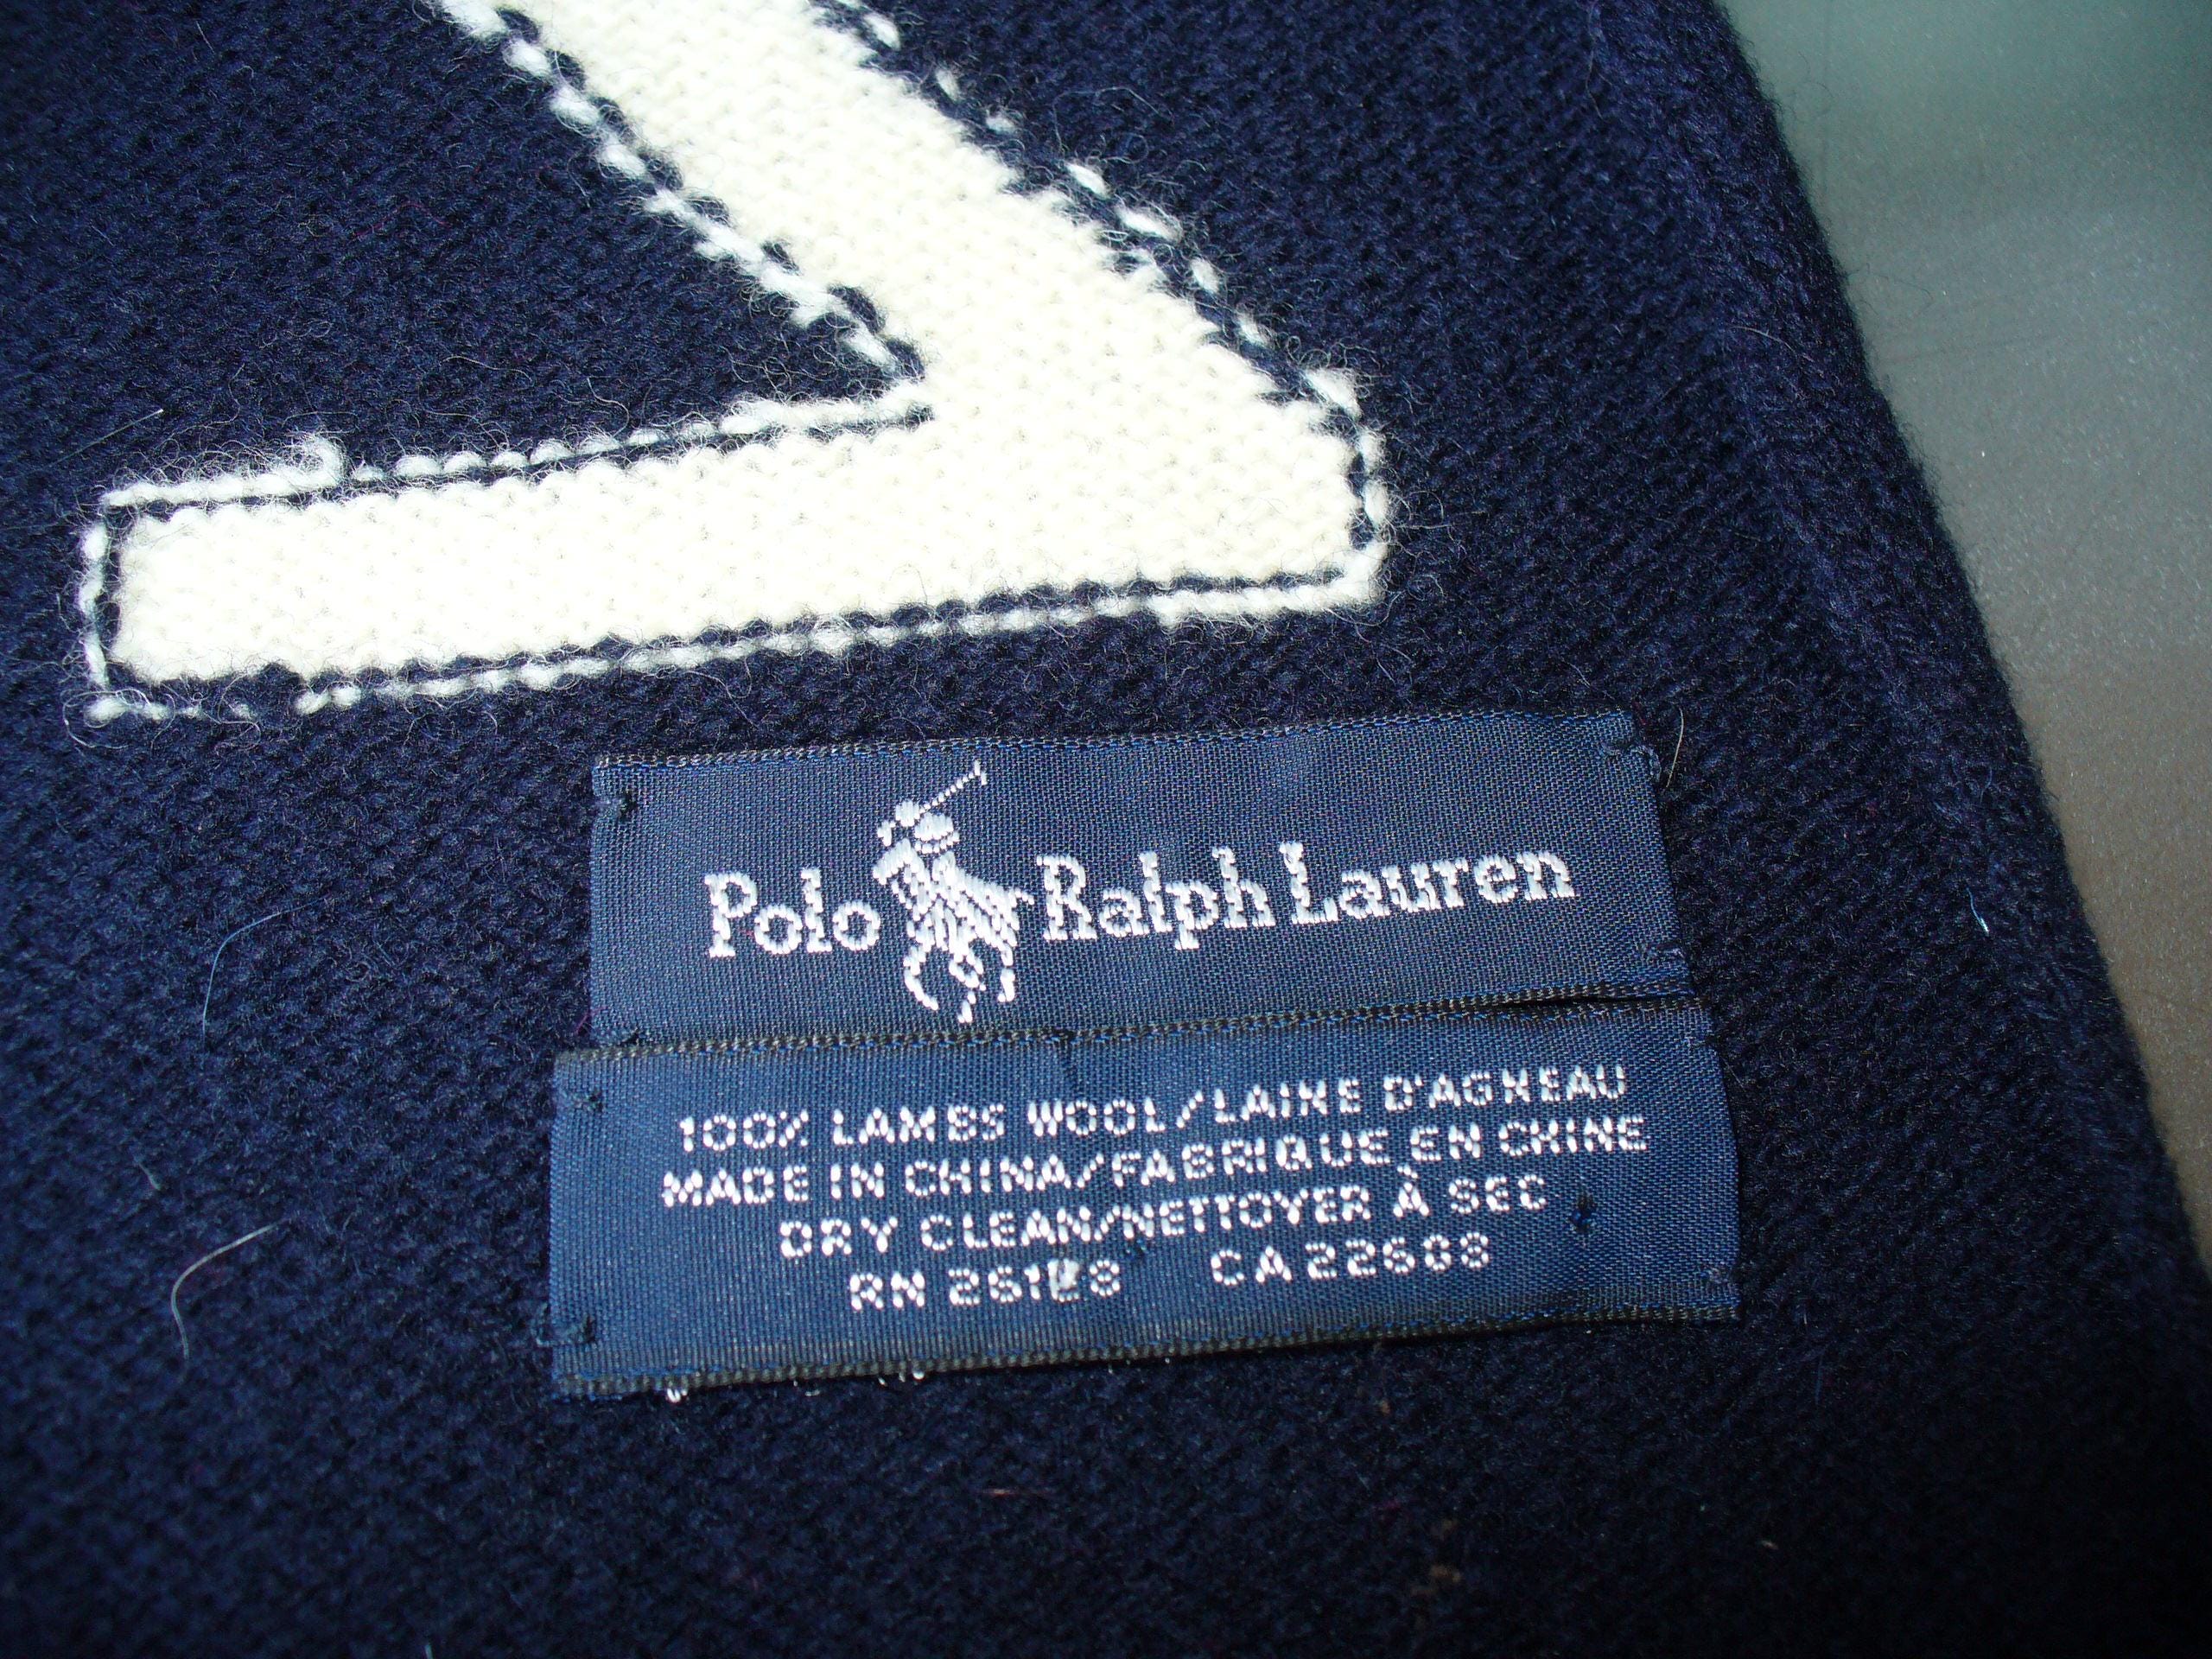 Polo Ralph Lauren
100% LAMBS WOOL/LAINE D'AGNEAU
MADE IN CHINA/FABRIQUE EN CHINE
DRY CLEAN/NETTOYER À SEC
RN CA 22608